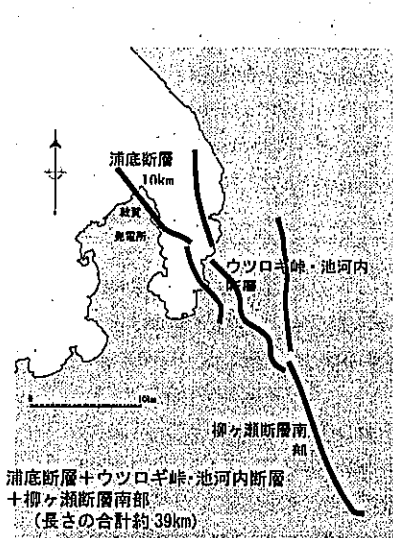 浦底断層
10km
敦賀
発電所
ウツロギ峠・池河内
断層
10km
柳ヶ瀬断層南
部
浦底断層＋ウツロギ峠・池河内断層
＋柳ヶ瀬断層南部
（長さの合計約39km）